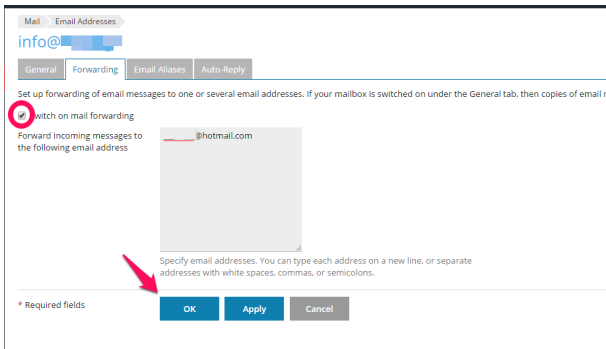 Mail Email Addresses
info@
General Forwarding Email Aliases Auto-Reply
Set up forwarding of email messages to one or several email addresses. If your mailbox is switched on under the General tab, then copies of email
witch on mail forwarding
Forward incoming messages to
the following email address
@hotmail.com
Specify email addresses. You can type each address on a new line, or separate
addresses with white spaces, commas, or semicolons.
* Required fields
OK Apply Cancel